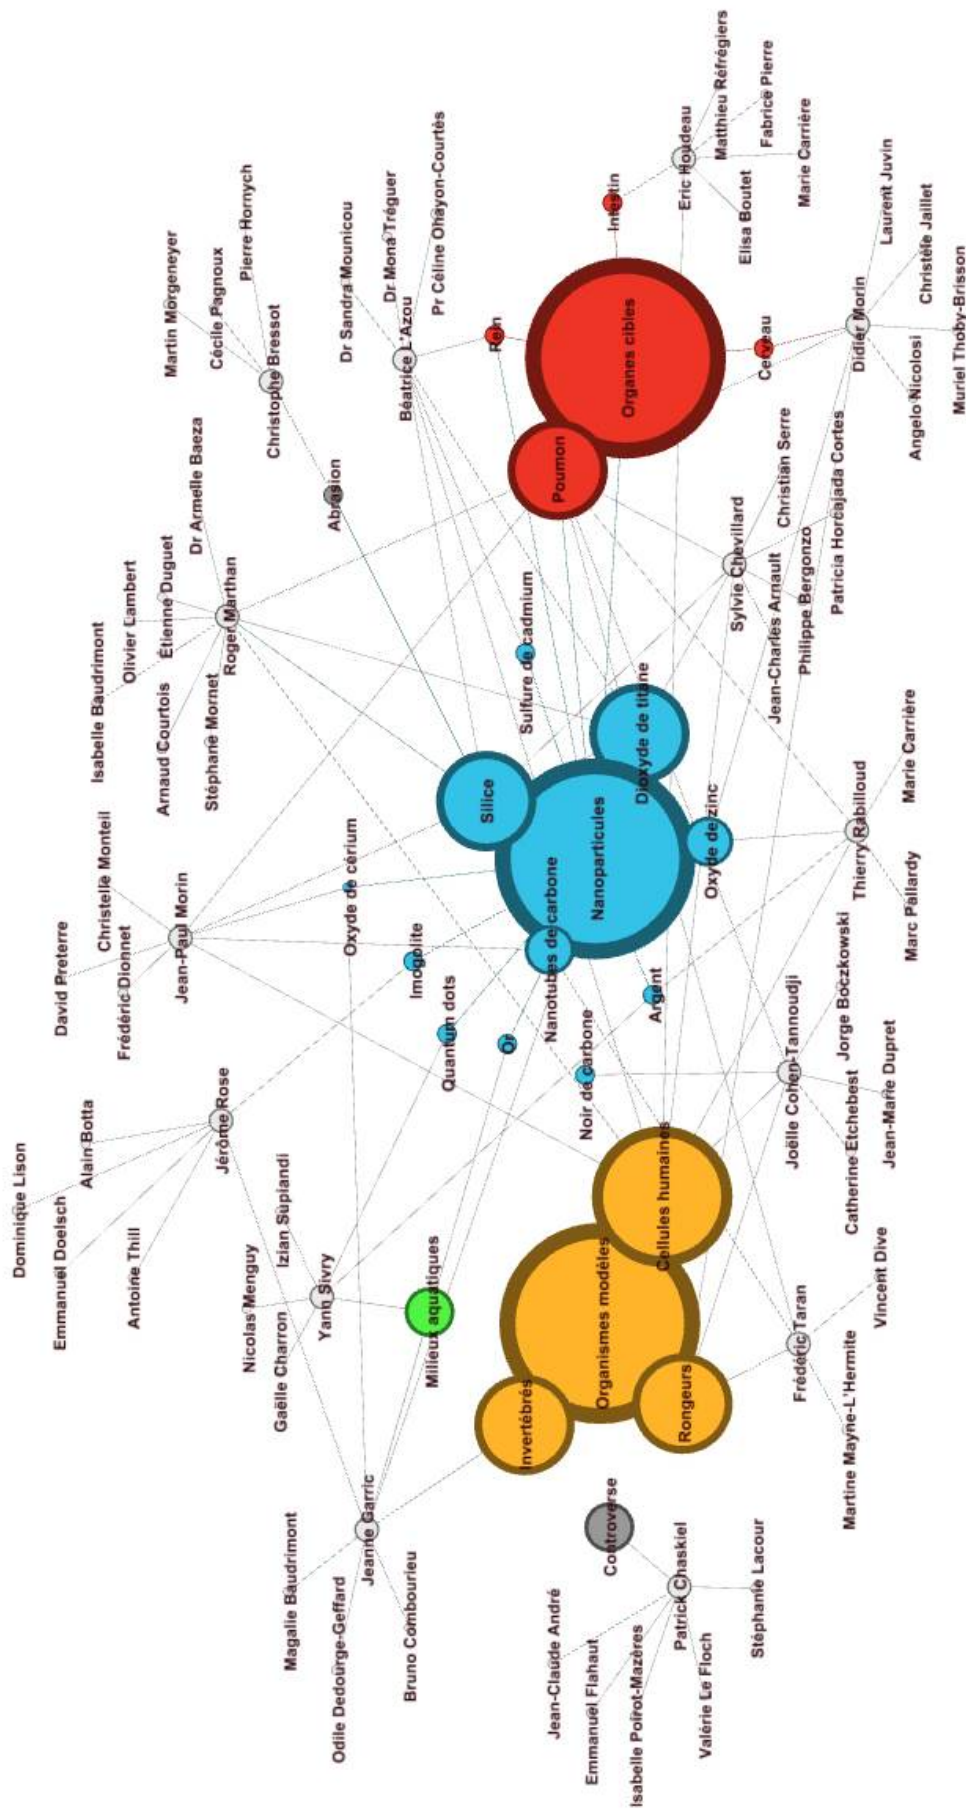 Dominique Lison
Emmanuel Doelsch
Alain Botta
Antoine Thill
Jérôme Rose
David Preterre
Christelle Monteil
Frédéric Dionnet
Jean-Paul Morin
Isabelle Baudrimont
Olivier Lambert
Étienne Duguet
Dr Armelle Baeza
Arnaud Courtois
Stéphane Mornet
Roger Marthan
Martin Morgeneyer
Cécile Pagnoux
Pierre Hornych
Christophe Bressot
Abrasion
Nicolas Menguy
Izian Supiandi
Gaëlle Charron
Yann Sivry
Magalie Baudrimont
Odile Dedourge-Geffard
Bruno Combourieu
Jeanne Garric
Milieux aquatiques
Quantum dots
Imogolite
Oxyde de cérium
Or
Dr Sandra Mounicou
Dr Mona Tréguer
Pr Céline Ohayon-Courtès
Béatrice L'Azou
Rein
Silice
Sulfure de cadmium
Nanotubes de carbone
Nanoparticules
Dioxyde de titane
Oxyde de zinc
Noir de carbone
Argent
Invertébrés
Organismes modèles
Cellules humaines
Rongeurs
Poumon
Organes cibles
Intestin
Cerveau
Eric Houdeau
Matthieu Réfrégiers
Fabrice Pierre
Marie Carrière
Elisa Boutet
Didier Morin
Laurent Juvin
Christèle Jaillet
Muriel Thoby-Brisson
Angelo Nicolosi
Sylvie Chevillard
Christian Serre
Jean-Charles Arnault
Philippe Bergonzo
Patricia Horcajada Cortes
Thierry Rabilloud
Marie Carrière
Marc Pallardy
Joëlle Cohen-Tannoudji
Jorge Boczkowski
Catherine Etchebest
Jean-Marie Dupret
Frédéric Taran
Vincent Dive
Martine Mayne-L'Hermite
Controverse
Patrick Chaskiel
Jean-Claude André
Emmanuel Flahaut
Isabelle Poirot-Mazères
Valérie Le Floch
Stéphanie Lacour